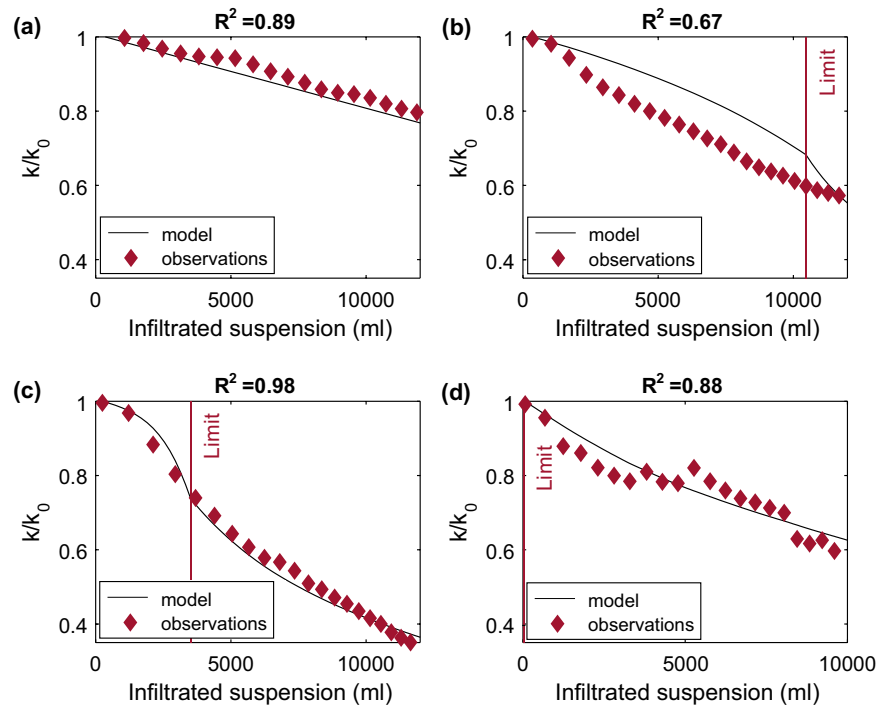 (a)
R² =0.89
1
0.8
0.6
0.4
k/k₀
model
observations
0
5000
10000
Infiltrated suspension (ml)
(b)
R² =0.67
1
0.8
0.6
0.4
k/k₀
Limit
model
observations
0
5000
10000
Infiltrated suspension (ml)
(c)
R² =0.98
1
0.8
0.6
0.4
k/k₀
Limit
model
observations
0
5000
10000
Infiltrated suspension (ml)
(d)
R² =0.88
1
0.8
0.6
0.4
k/k₀
Limit
model
observations
0
5000
10000
Infiltrated suspension (ml)